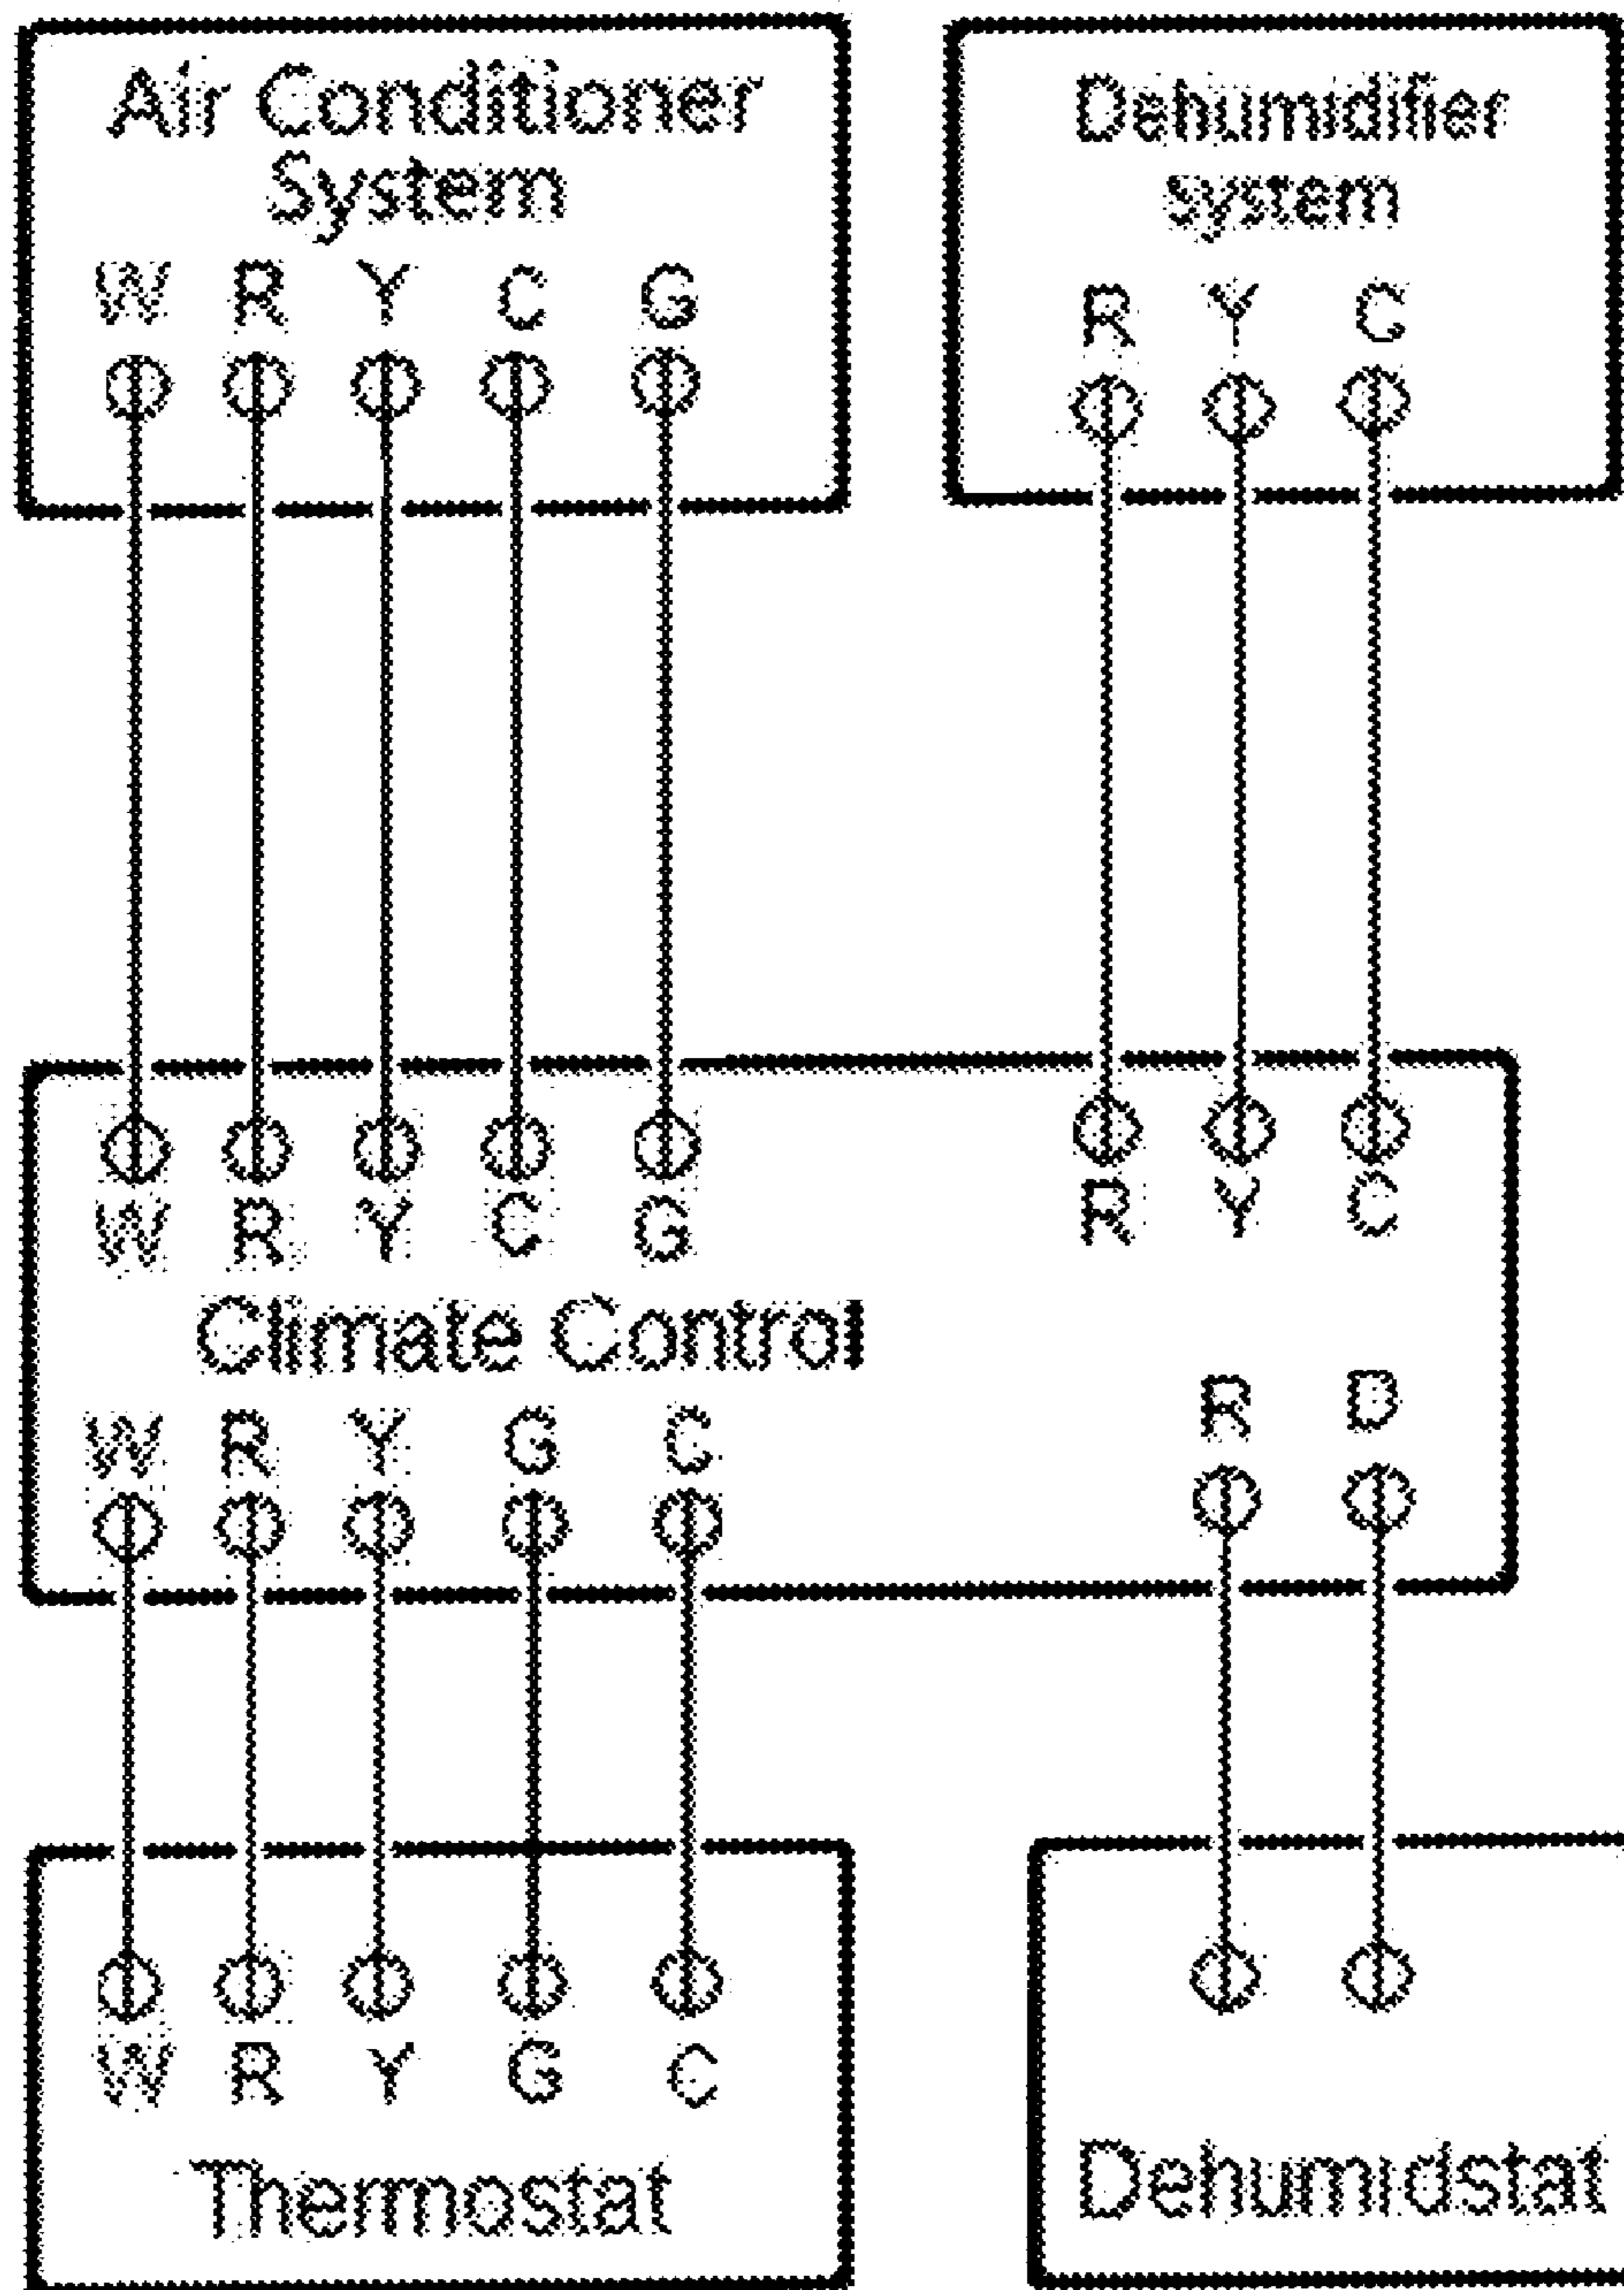 Air Conditioner
System
W R Y C G
Dehumidifier
system
R Y C
W R Y C G
R Y C
Climate Control
W R Y G C
R D
W R Y G C
Thermostat
Dehumidstat